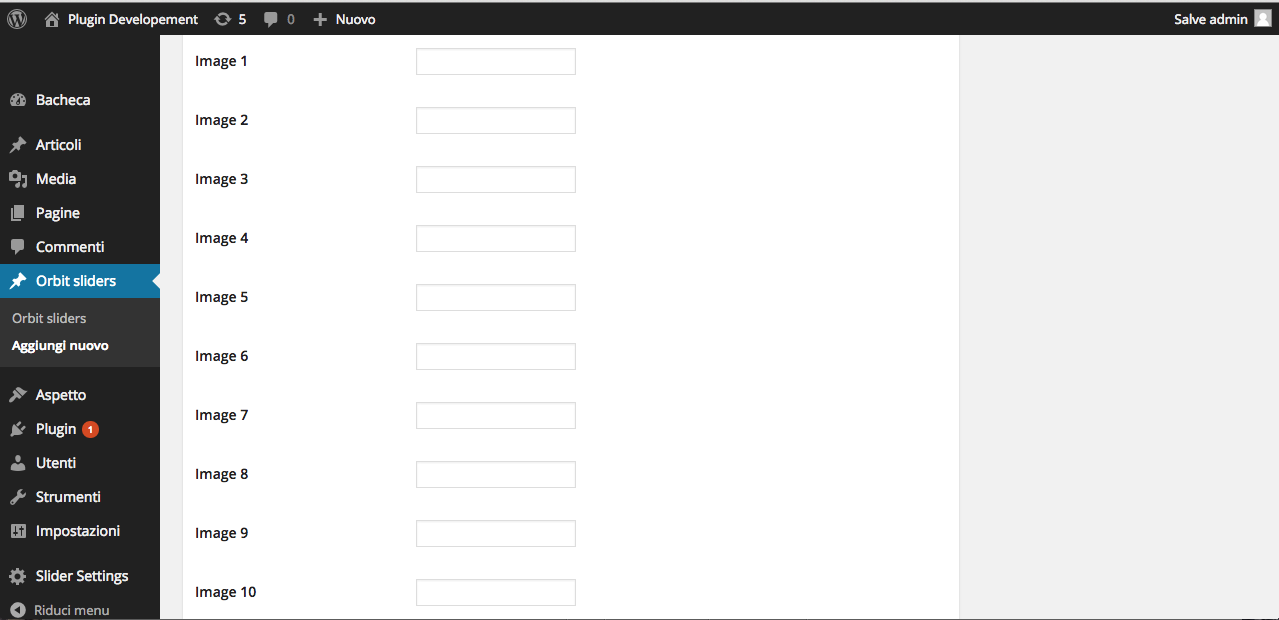 Plugin Developement 5 0 Nuovo Salve admin
Bacheca
Articoli
Media
Pagine
Commenti
Orbit sliders
Orbit sliders
Aggiungi nuovo
Aspetto
Plugin 1
Utenti
Strumenti
Impostazioni
Slider Settings
Riduci menu
Image 1
Image 2
Image 3
Image 4
Image 5
Image 6
Image 7
Image 8
Image 9
Image 10